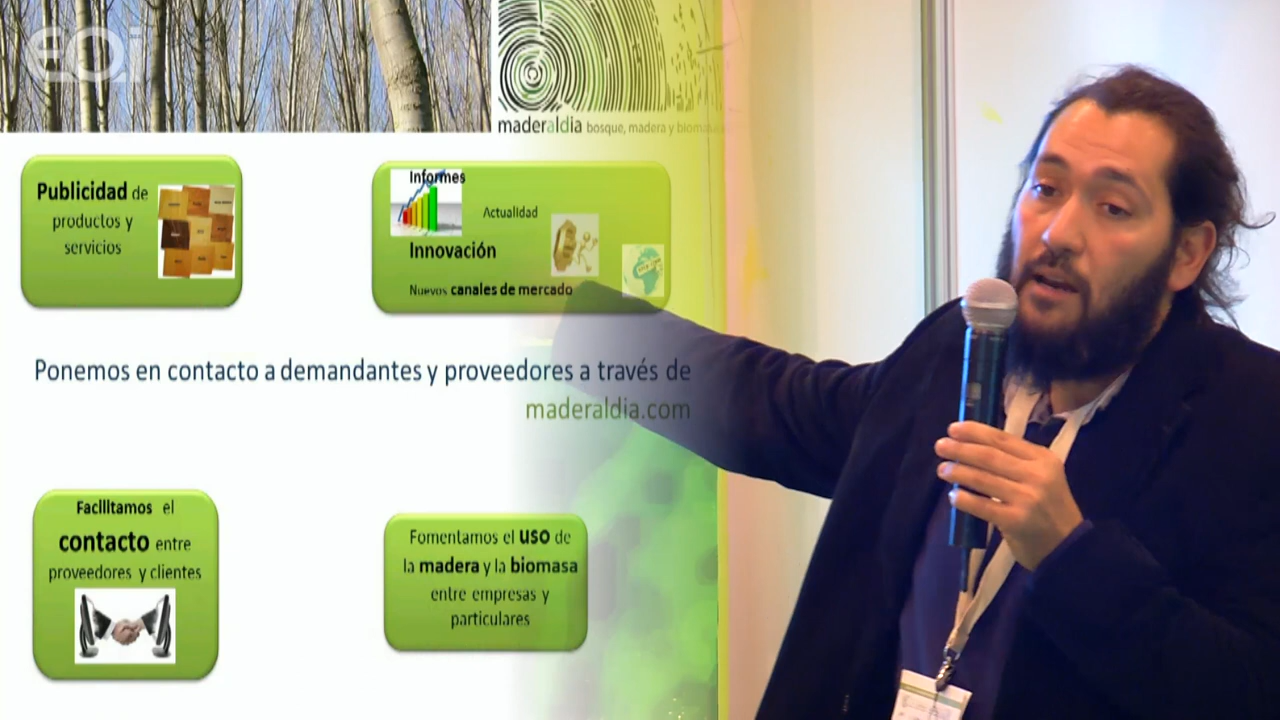 EOi
maderaldia bosque, madera y biomasa
Publicidad de
productos y
servicios
Informes
Actualidad
Innovación
Nuevos canales de mercado
Ponemos en contacto a demandantes y proveedores a través de
maderaldia.com
Facilitamos el
contacto entre
proveedores y clientes
Fomentamos el uso de
la madera y la biomasa
entre empresas y
particulares